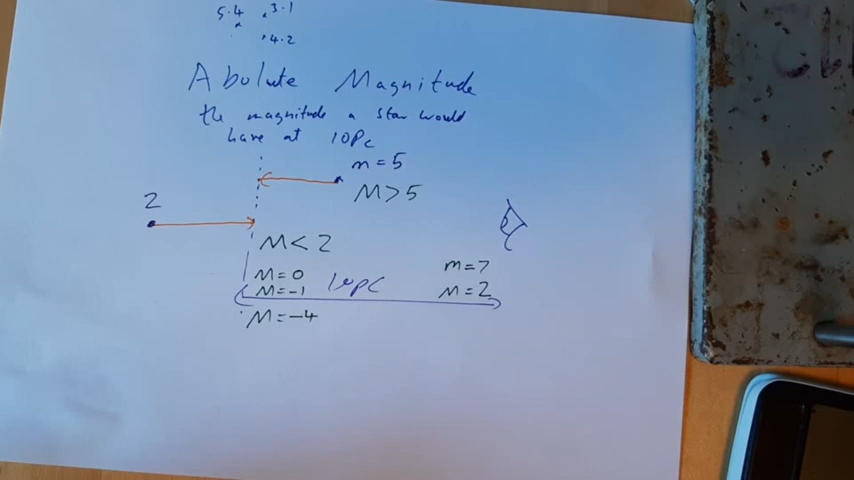 5.4 3.1
4.2
Abolute Magnitude
the magnitude a star would
have at 10Pc
m=5
M>5
2
M<2
M=0
M=-1
10pc
m=7
M=2
M=-4